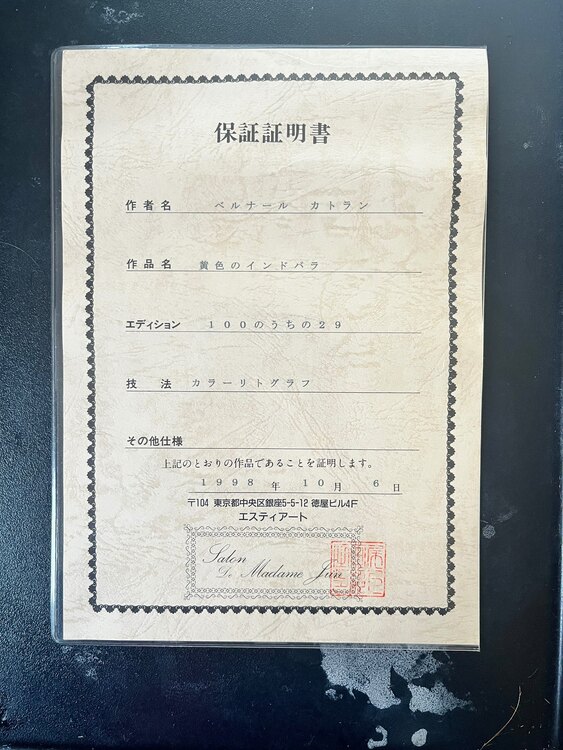 保証証明書
作者名 ベルナール カトラン
作品名 黄色のインドバラ
エディション 100のうちの29
技法 カラーリトグラフ
その他仕様
上記のとおりの作品であることを証明します。
1998年 10月 6日
〒104 東京都中央区銀座5-5-12 徳屋ビル4F
エスティアート
Salon
De Madame Jun